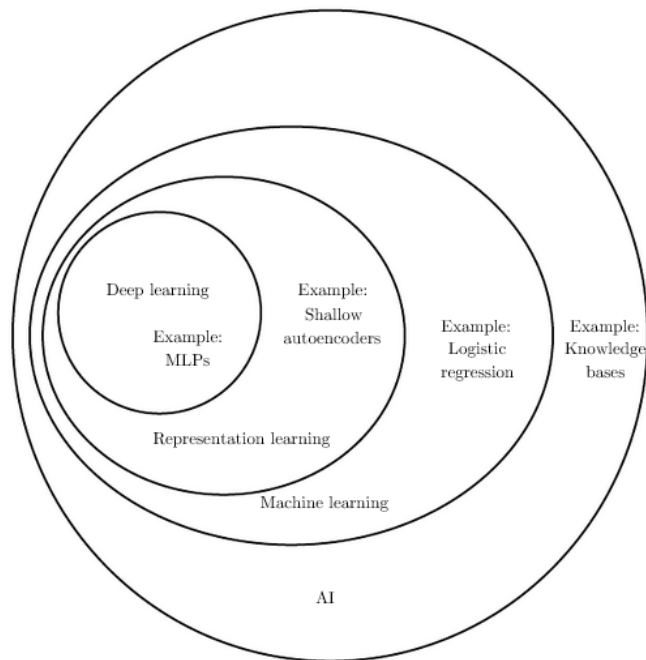 Deep learning
Example:
MLPs
Example:
Shallow
autoencoders
Example:
Logistic
regression
Example:
Knowledge
bases
Representation learning
Machine learning
AI